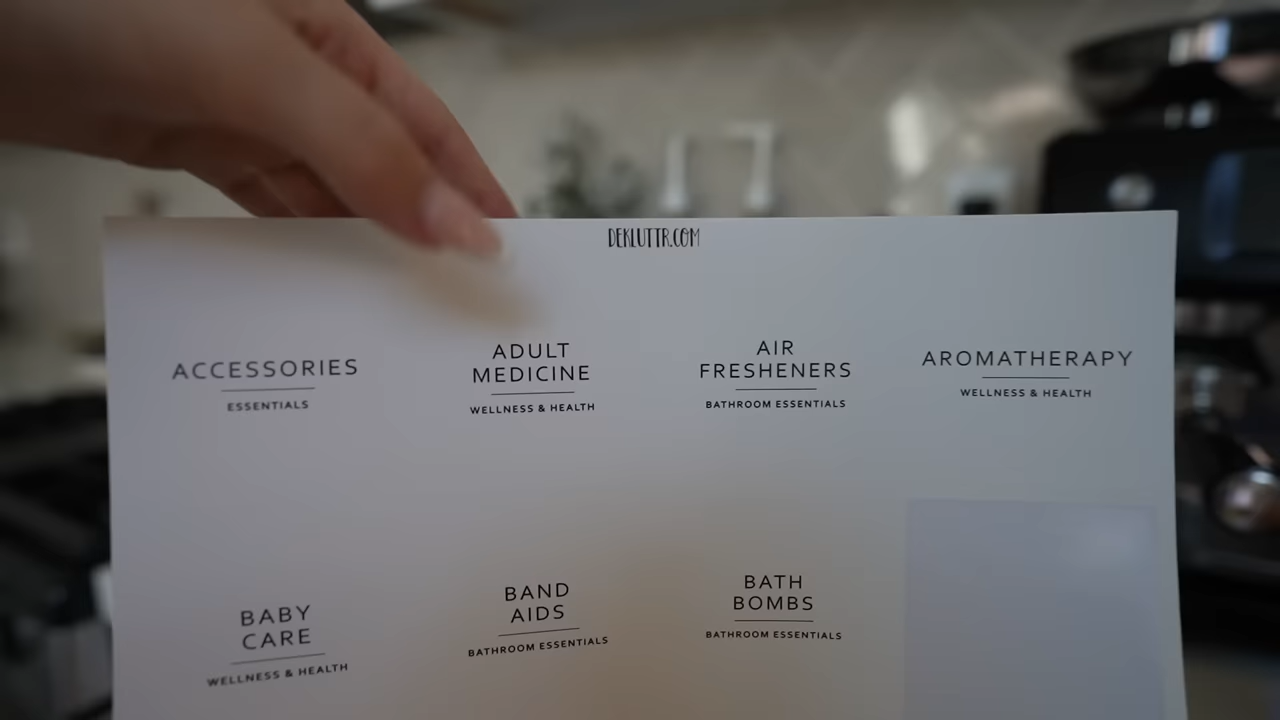 DEKLUTTR.COM
ACCESSORIES
ESSENTIALS
ADULT
MEDICINE
WELLNESS & HEALTH
AIR
FRESHENERS
BATHROOM ESSENTIALS
AROMATHERAPY
WELLNESS & HEALTH
BABY
CARE
WELLNESS & HEALTH
BAND
AIDS
BATHROOM ESSENTIALS
BATH
BOMBS
BATHROOM ESSENTIALS